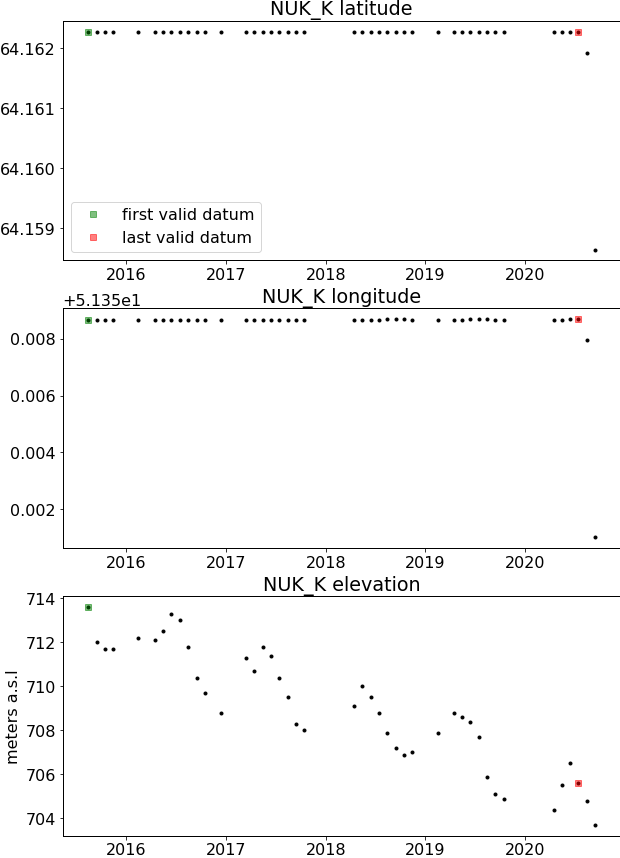 NUK_K latitude
64.162
64.161
64.160
64.159
first valid datum
last valid datum
2016 2017 2018 2019 2020
+5.135e1 NUK_K longitude
0.008
0.006
0.004
0.002
2016 2017 2018 2019 2020
NUK_K elevation
meters a.s.l
714
712
710
708
706
704
2016 2017 2018 2019 2020